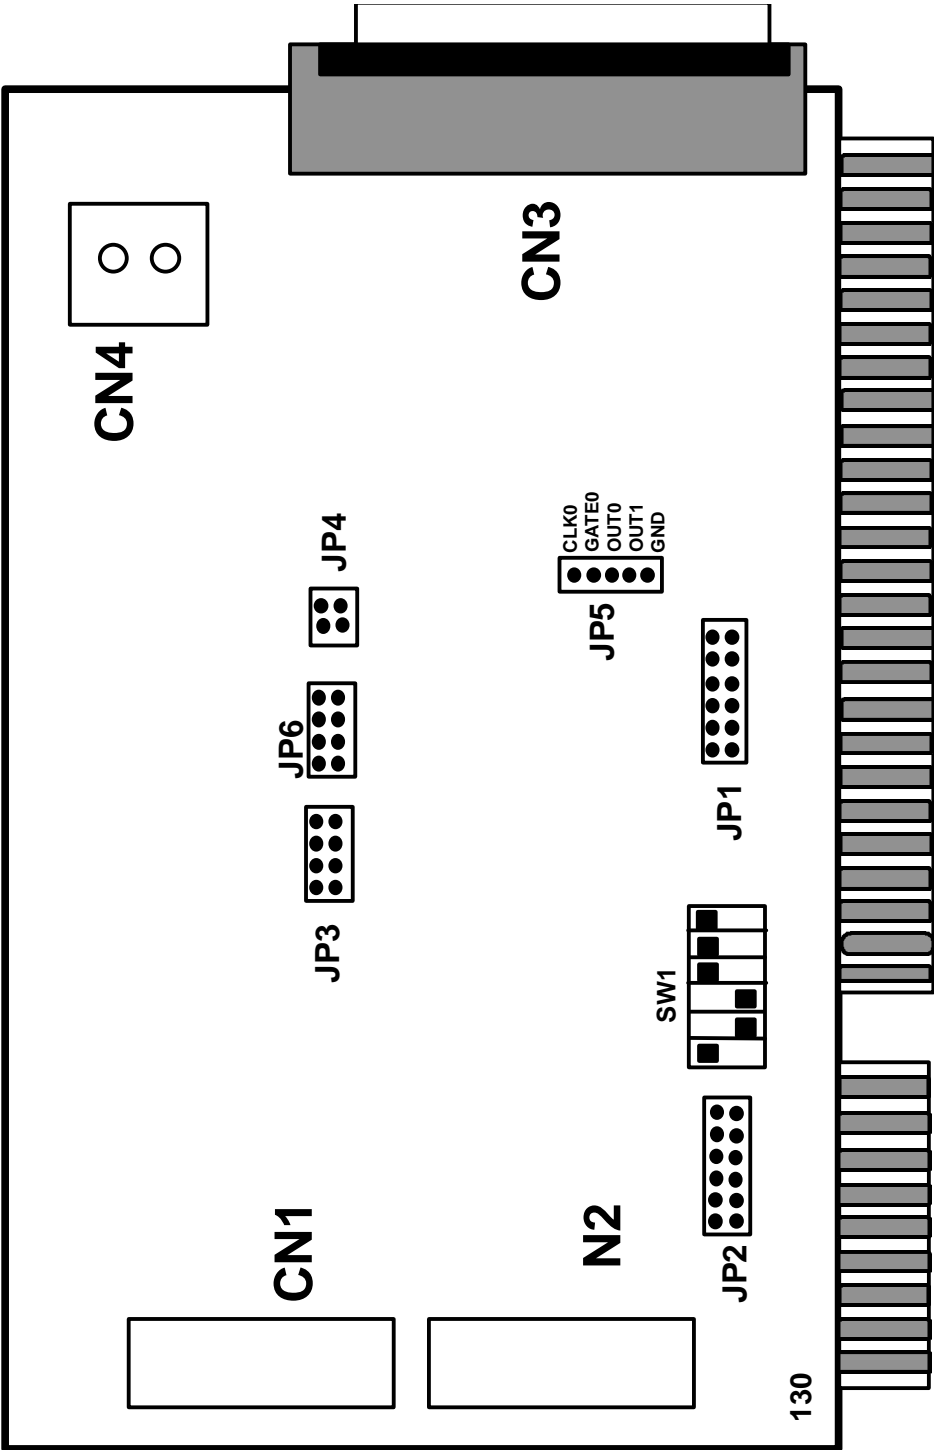 CN3
CN4
JP4
CLK0
GATE0
OUT0
OUT1
GND
JP5
JP6
JP1
JP3
SW1
CN1
N2
JP2
130